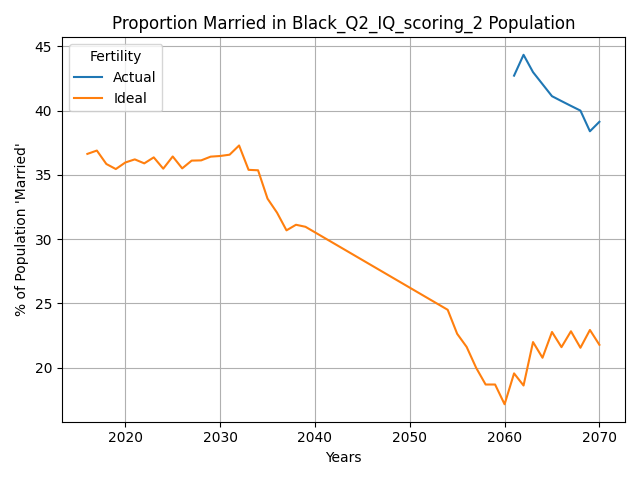 Proportion Married in Black_Q2_IQ_scoring_2 Population
Fertility
Actual
Ideal
% of Population 'Married'
45
40
35
30
25
20
2020 2030 2040 2050 2060 2070
Years